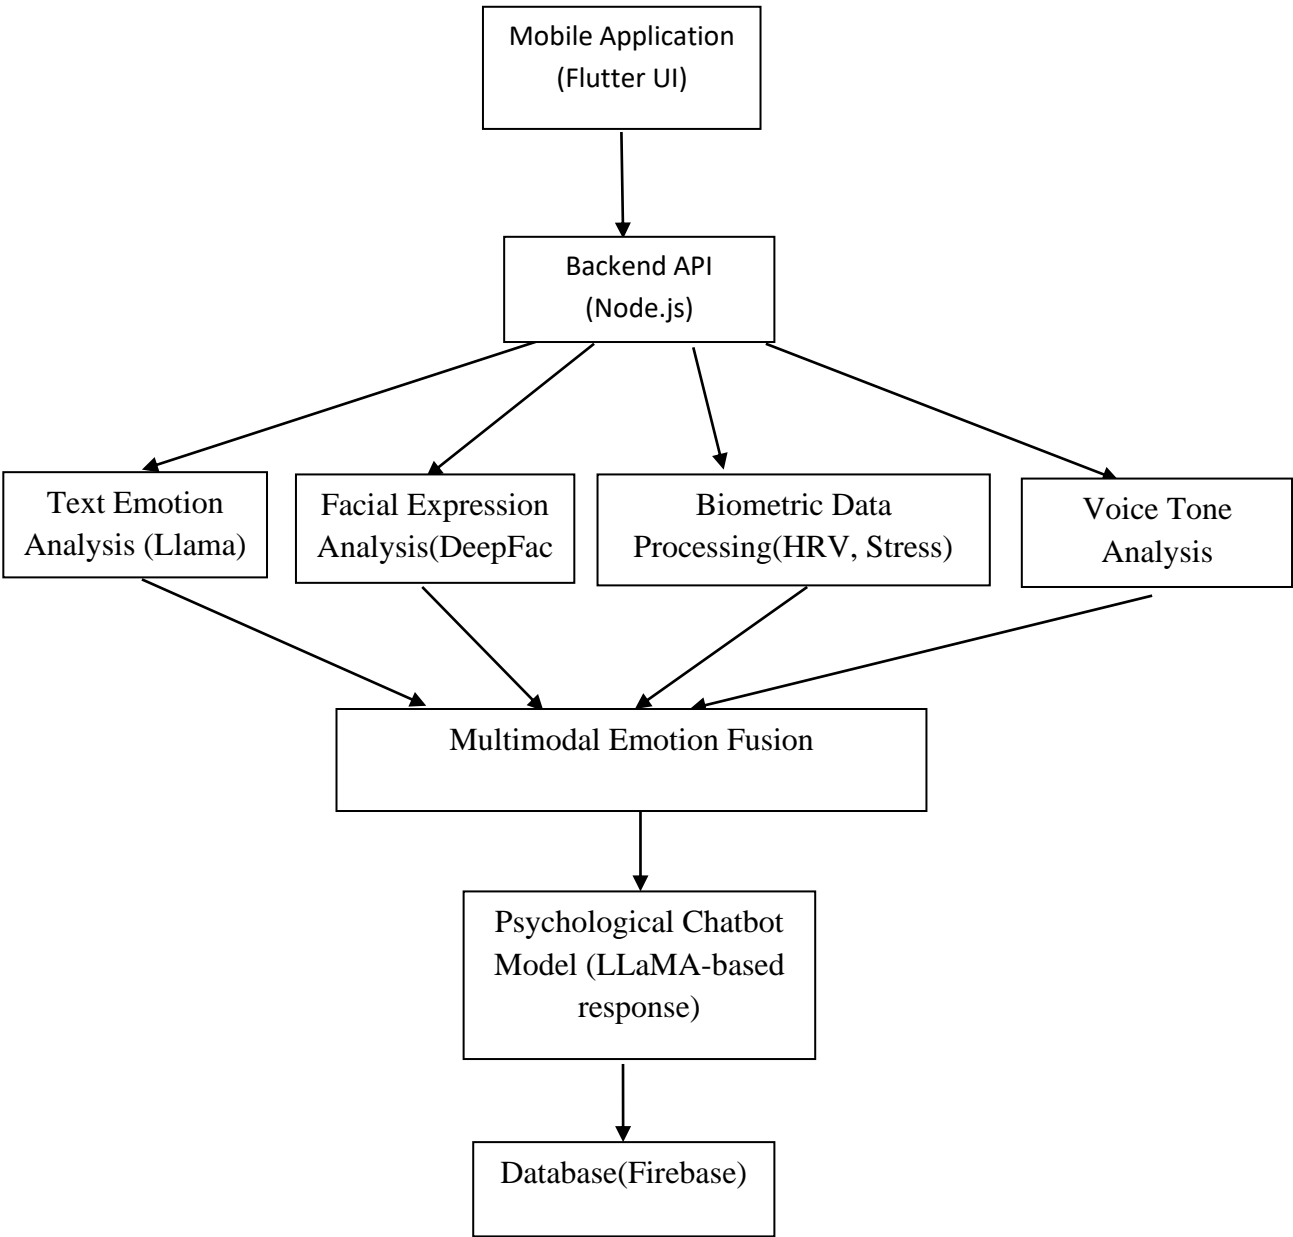 Mobile Application
(Flutter UI)
Backend API
(Node.js)
Text Emotion
Analysis (Llama)
Facial Expression
Analysis(DeepFac
Biometric Data
Processing(HRV, Stress)
Voice Tone
Analysis
Multimodal Emotion Fusion
Psychological Chatbot
Model (LLaMA-based
response)
Database(Firebase)